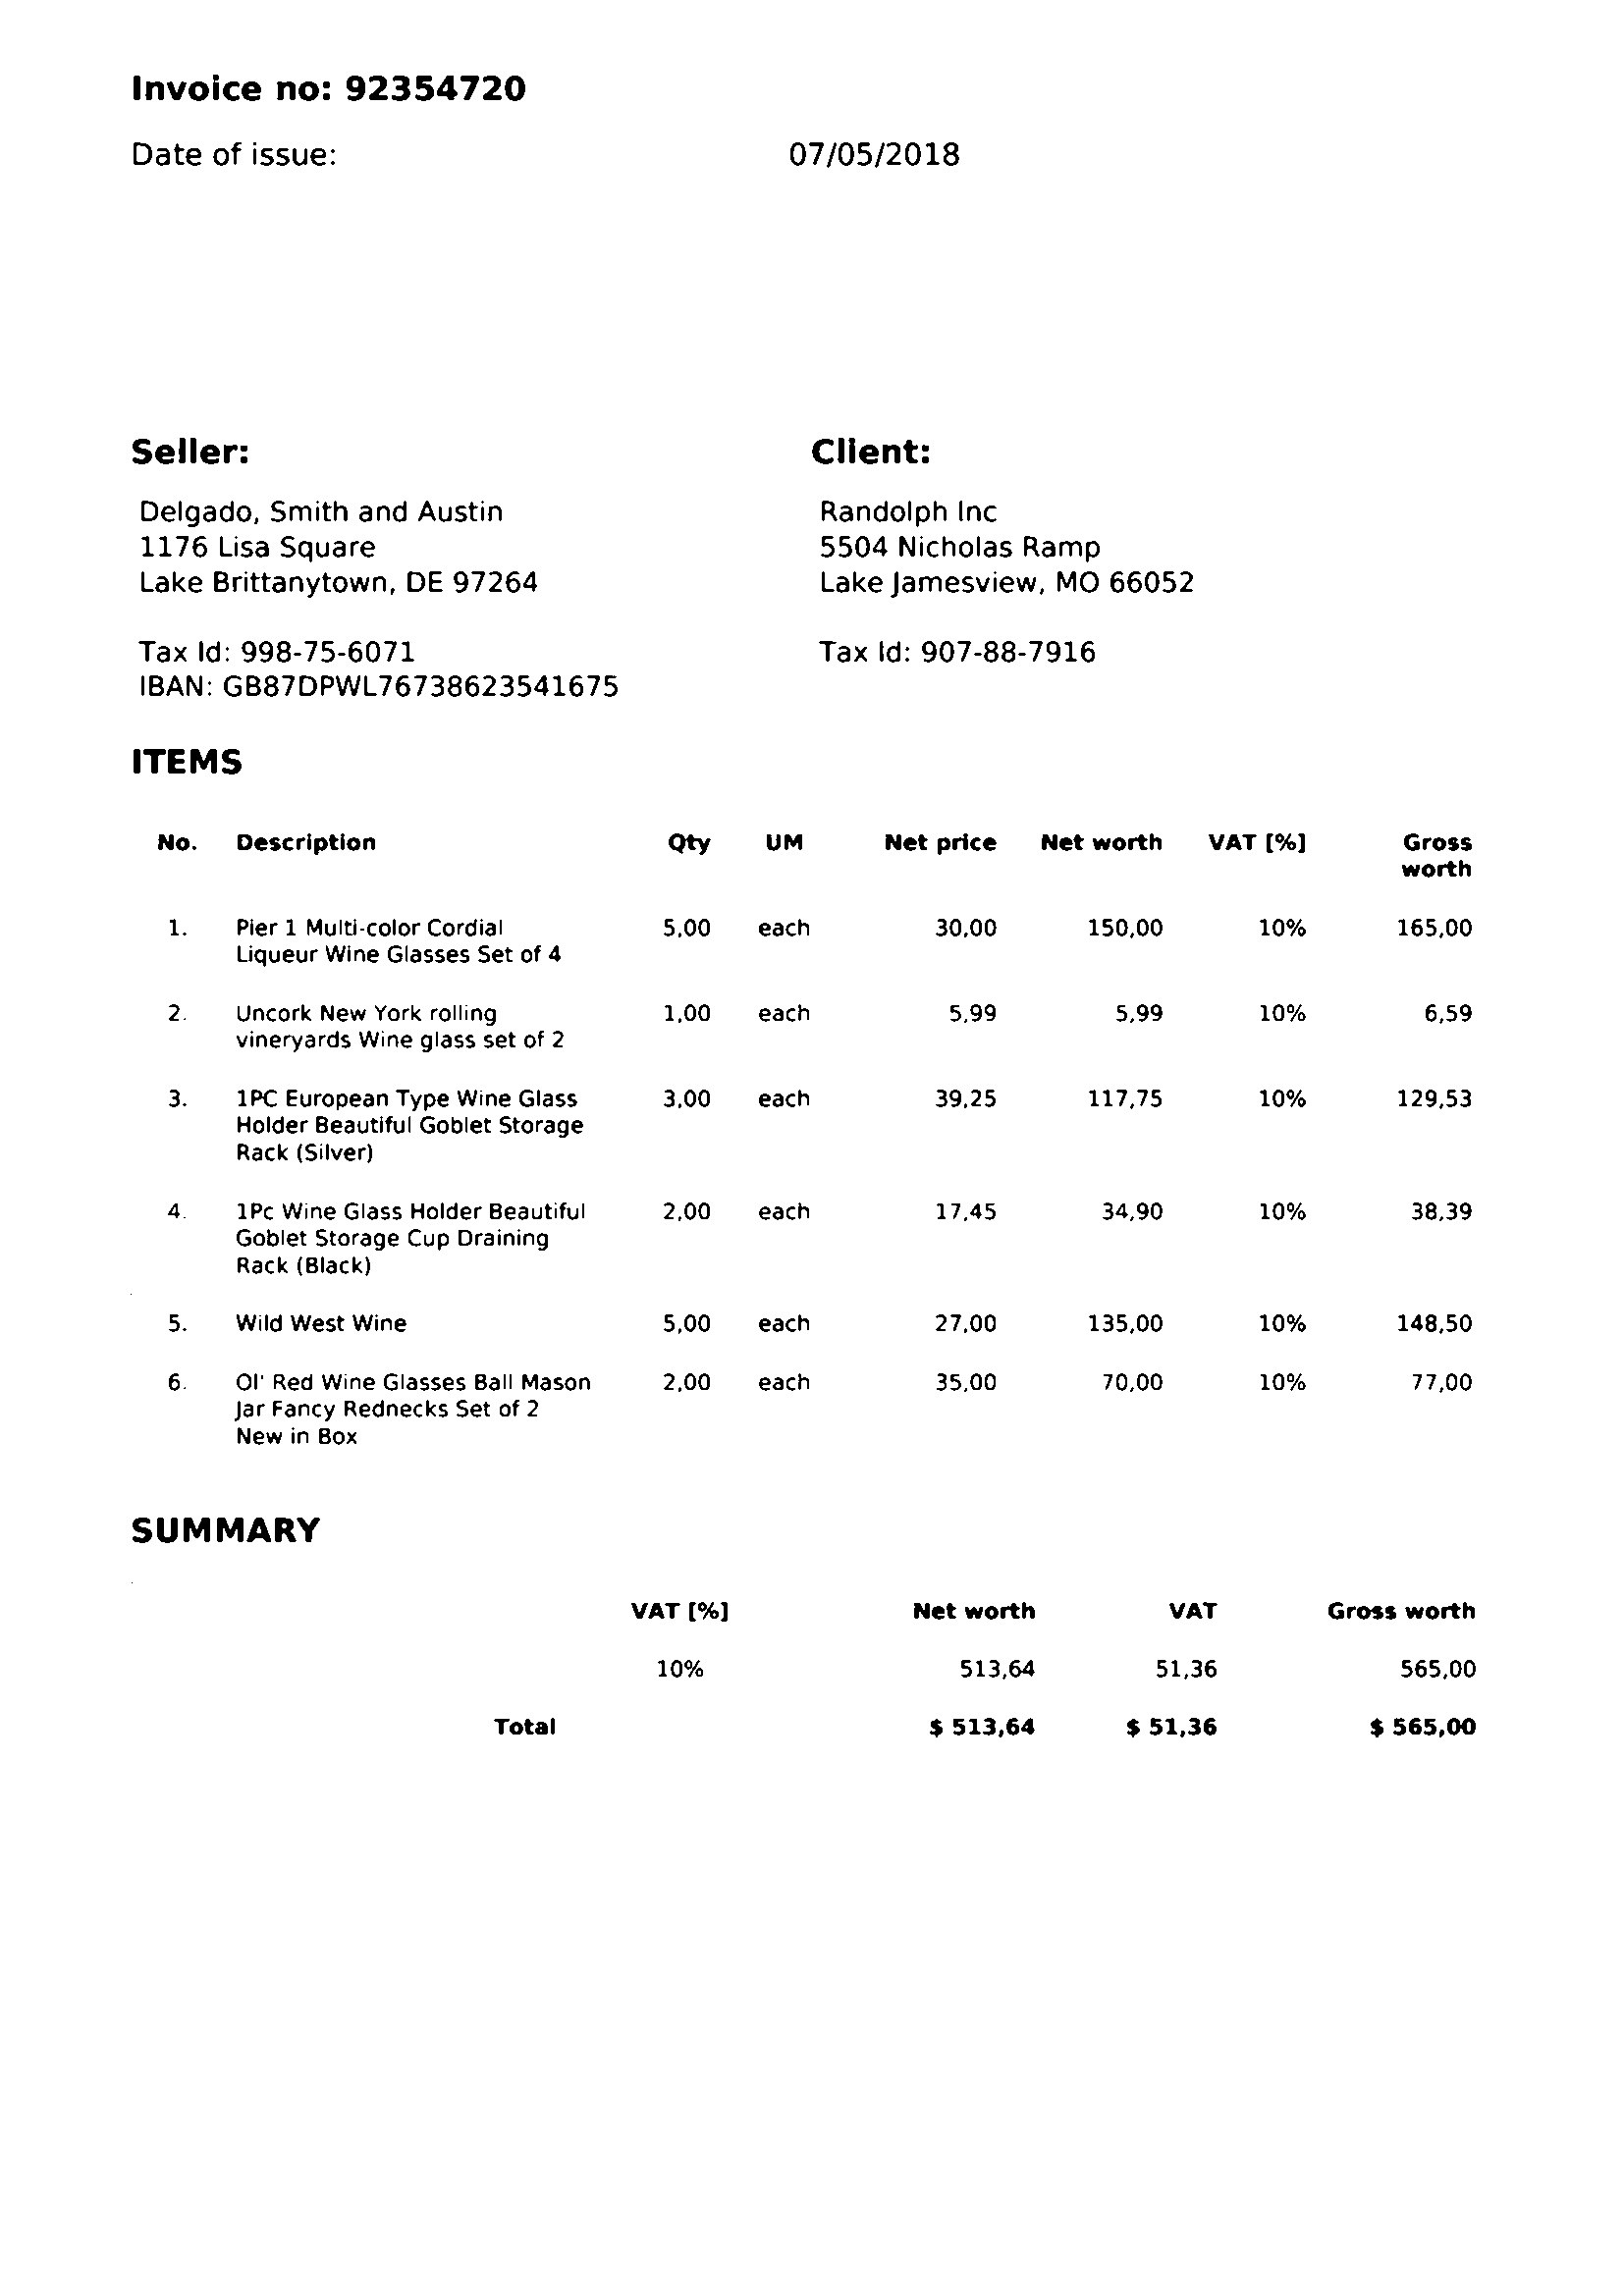 Invoice no: 92354720
Date of issue: 07/05/2018
Seller:
Delgado, Smith and Austin
1176 Lisa Square
Lake Brittanytown, DE 97264
Tax Id: 998-75-6071
IBAN: GB87DPWL76738623541675
Client:
Randolph Inc
5504 Nicholas Ramp
Lake Jamesview, MO 66052
Tax Id: 907-88-7916
ITEMS
No. Description Qty UM Net price Net worth VAT [%] Gross
worth
1. Pier 1 Multi-color Cordial 5,00 each 30,00 150,00 10% 165,00
Liqueur Wine Glasses Set of 4
2. Uncork New York rolling 1,00 each 5,99 5,99 10% 6,59
vineryards Wine glass set of 2
3. 1PC European Type Wine Glass 3,00 each 39,25 117,75 10% 129,53
Holder Beautiful Goblet Storage
Rack (Silver)
4. 1Pc Wine Glass Holder Beautiful 2,00 each 17,45 34,90 10% 38,39
Goblet Storage Cup Draining
Rack (Black)
5. Wild West Wine 5,00 each 27,00 135,00 10% 148,50
6. Ol' Red Wine Glasses Ball Mason 2,00 each 35,00 70,00 10% 77,00
Jar Fancy Rednecks Set of 2
New in Box
SUMMARY
VAT [%] Net worth VAT Gross worth
10% 513,64 51,36 565,00
Total $ 513,64 $ 51,36 $ 565,00